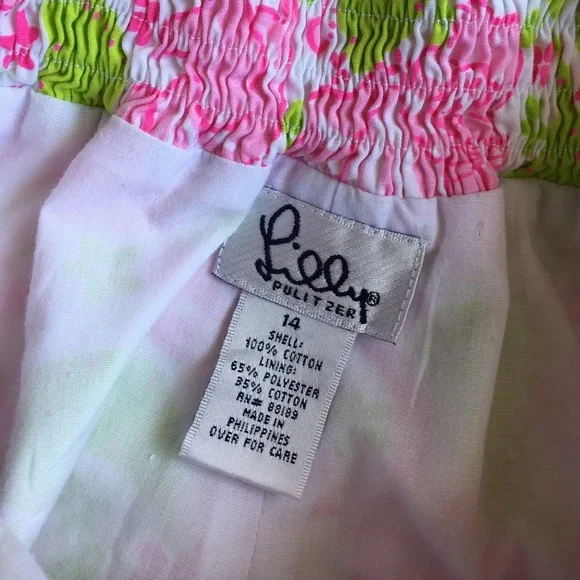 Lilly®
PULITZER
14
SHELL:
100% COTTON
LINING:
65% POLYESTER
35% COTTON
RN# 88189
MADE IN
PHILIPPINES
OVER FOR CARE